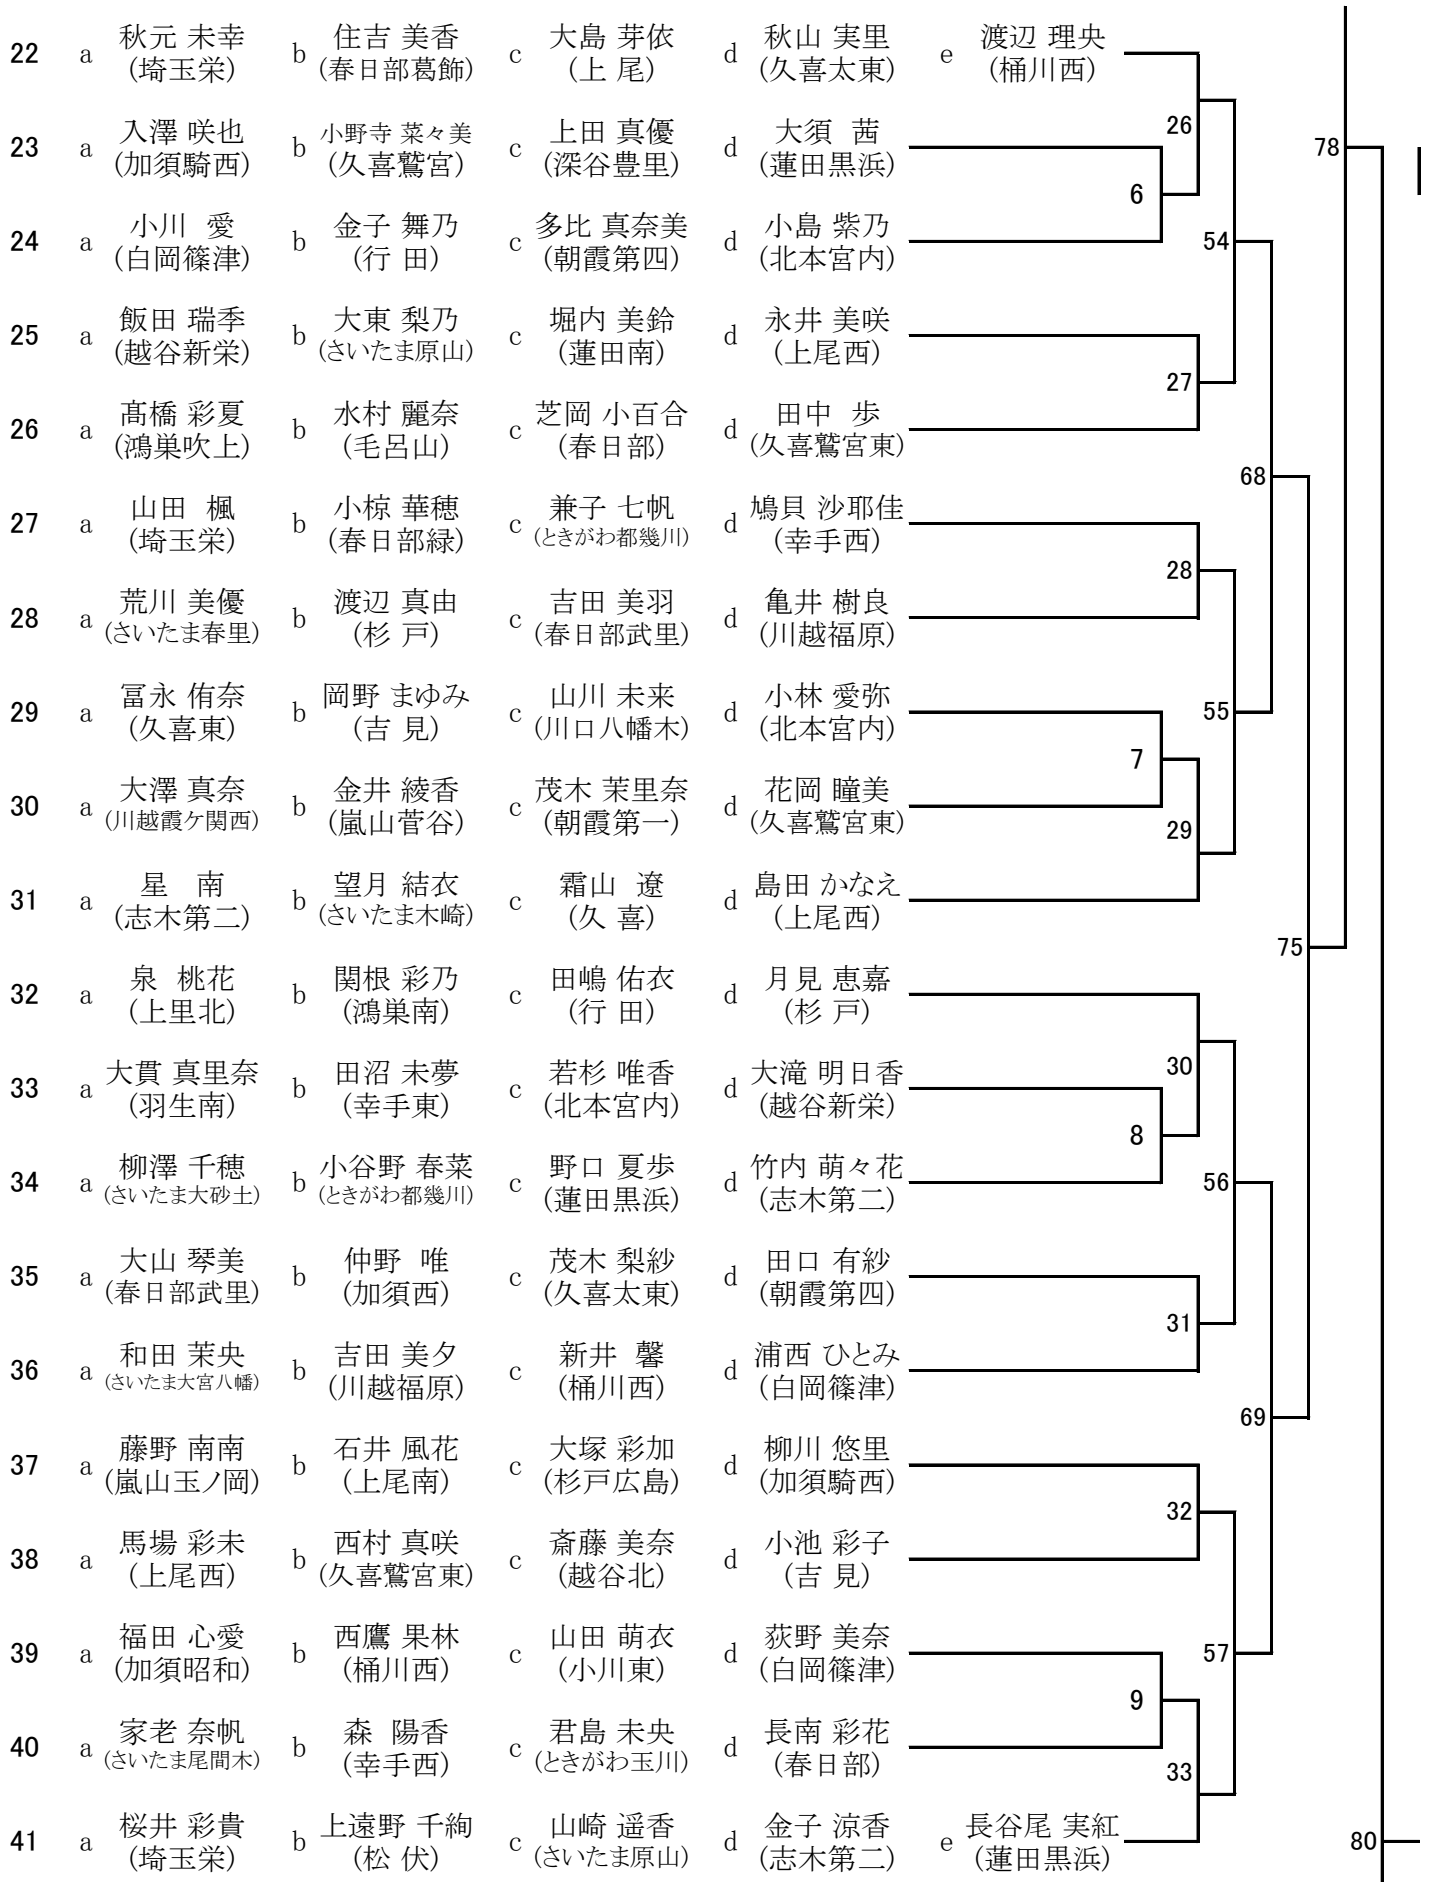 22 a 秋元 未幸 b 住吉 美香 c 大島 芽依 d 秋山 実里 e 渡辺 理央
(埼玉栄) (春日部葛飾) (上 尾) (久喜太東) (桶川西)
26
23 a 入澤 咲也 b 小野寺 菜々美 c 上田 真優 d 大須 茜
(加須騎西) (久喜鷲宮) (深谷豊里) (蓮田黒浜)
78
6
24 a 小川 愛 b 金子 舞乃 c 多比 真奈美 d 小島 紫乃
(白岡篠津) (行 田) (朝霞第四) (北本宮内)
54
25 a 飯田 瑞季 b 大東 梨乃 c 堀内 美鈴 d 永井 美咲
(越谷新栄) (さいたま原山) (蓮田南) (上尾西)
27
26 a 髙橋 彩夏 b 水村 麗奈 c 芝岡 小百合 d 田中 歩
(鴻巣吹上) (毛呂山) (春日部) (久喜鷲宮東)
68
27 a 山田 楓 b 小椋 華穂 c 兼子 七帆 d 鳩貝 沙耶佳
(埼玉栄) (春日部緑) (ときがわ都幾川) (幸手西)
28
28 a 荒川 美優 b 渡辺 真由 c 吉田 美羽 d 亀井 樹良
(さいたま春里) (杉 戸) (春日部武里) (川越福原)
29 a 冨永 侑奈 b 岡野 まゆみ c 山川 未来 d 小林 愛弥
(久喜東) (吉 見) (川口八幡木) (北本宮内)
55
7
30 a 大澤 真奈 b 金井 綾香 c 茂木 茉里奈 d 花岡 瞳美
(川越霞ケ関西) (嵐山菅谷) (朝霞第一) (久喜鷲宮東)
29
31 a 星 南 b 望月 結衣 c 霜山 遼 d 島田 かなえ
(志木第二) (さいたま木崎) (久 喜) (上尾西)
75
32 a 泉 桃花 b 関根 彩乃 c 田嶋 佑衣 d 月見 恵嘉
(上里北) (鴻巣南) (行 田) (杉 戸)
30
33 a 大貫 真里奈 b 田沼 未夢 c 若杉 唯香 d 大滝 明日香
(羽生南) (幸手東) (北本宮内) (越谷新栄)
8
34 a 柳澤 千穂 b 小谷野 春菜 c 野口 夏歩 d 竹内 萌々花
(さいたま大砂土) (ときがわ都幾川) (蓮田黒浜) (志木第二)
56
35 a 大山 琴美 b 仲野 唯 c 茂木 梨紗 d 田口 有紗
(春日部武里) (加須西) (久喜太東) (朝霞第四)
31
36 a 和田 茉央 b 吉田 美夕 c 新井 馨 d 浦西 ひとみ
(さいたま大宮八幡) (川越福原) (桶川西) (白岡篠津)
69
37 a 藤野 南南 b 石井 風花 c 大塚 彩加 d 柳川 悠里
(嵐山玉ノ岡) (上尾南) (杉戸広島) (加須騎西)
32
38 a 馬場 彩未 b 西村 真咲 c 斎藤 美奈 d 小池 彩子
(上尾西) (久喜鷲宮東) (越谷北) (吉 見)
39 a 福田 心愛 b 西鷹 果林 c 山田 萌衣 d 荻野 美奈
(加須昭和) (桶川西) (小川東) (白岡篠津)
57
9
40 a 家老 奈帆 b 森 陽香 c 君島 未央 d 長南 彩花
(さいたま尾間木) (幸手西) (ときがわ玉川) (春日部)
33
41 a 桜井 彩貴 b 上遠野 千絢 c 山崎 遥香 d 金子 涼香 e 長谷尾 実紅
(埼玉栄) (松 伏) (さいたま原山) (志木第二) (蓮田黒浜)
80